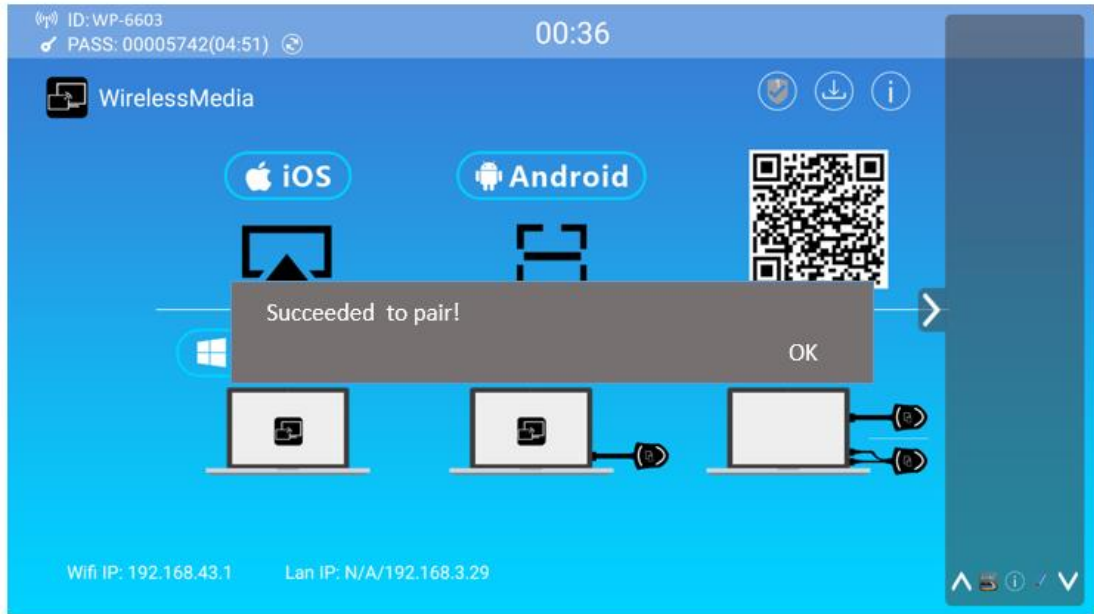 ID: WP-6603
PASS: 00005742(04:51)
00:36
WirelessMedia
iOS
Android
Succeeded to pair!
OK
Wifi IP: 192.168.43.1
Lan IP: N/A/192.168.3.29